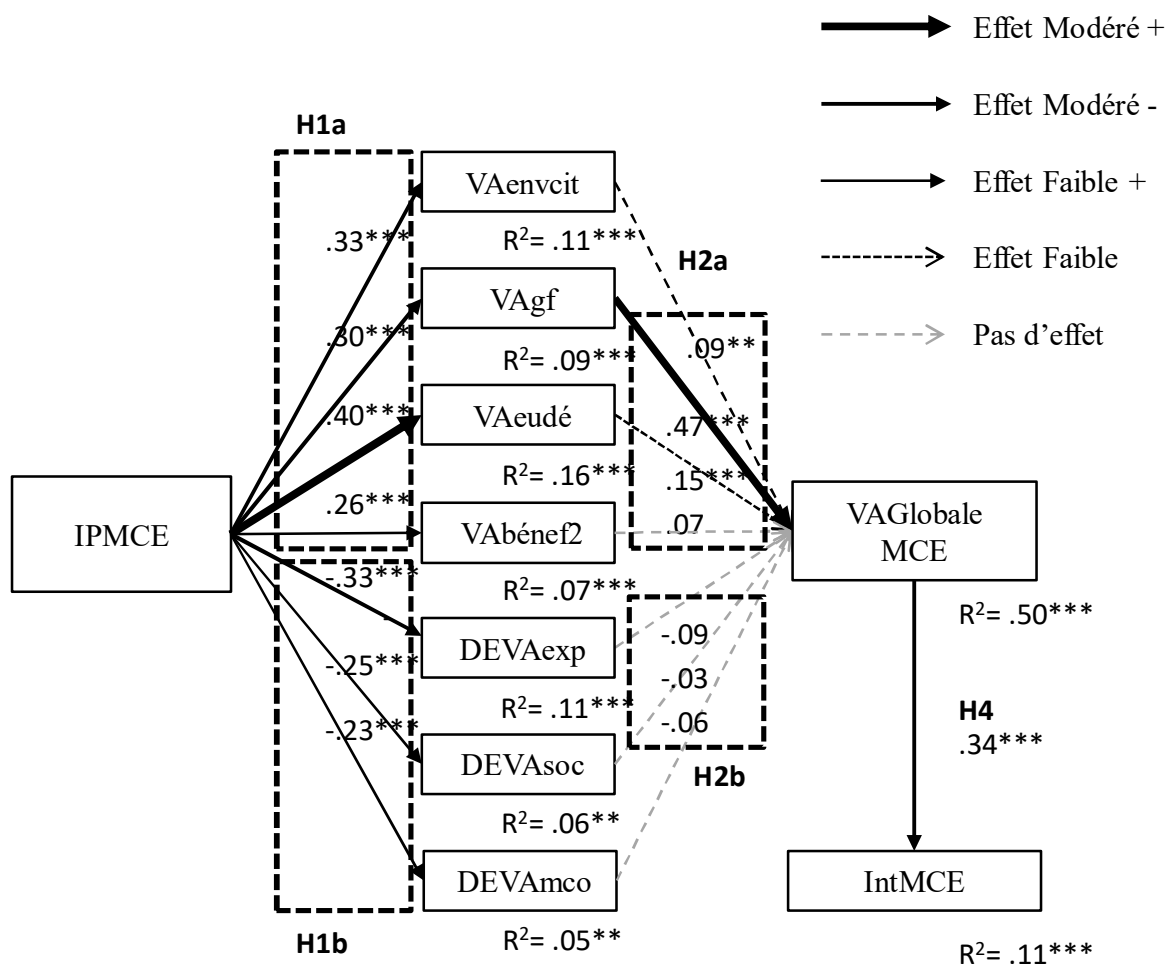 Effet Modéré +
Effet Modéré -
H1a
VAenvcit
Effet Faible +
.33***
R²= .11***
H2a
Effet Faible
VAgf
.30***
R²= .09***
.09**
Pas d'effet
.40***
VAeudé
.47***
R²= .16***
.15***
IPMCE
.26***
VAbénef2
.07
VAGlobale
MCE
-.33***
R²= .07***
R²= .50***
-
DEVAexp
-.09
-.25***
-.03
R²= .11***
-.06
H4
.34***
-.23***
DEVAsoc
H2b
R²= .06**
DEVAmco
IntMCE
H1b
R²= .05**
R²= .11***